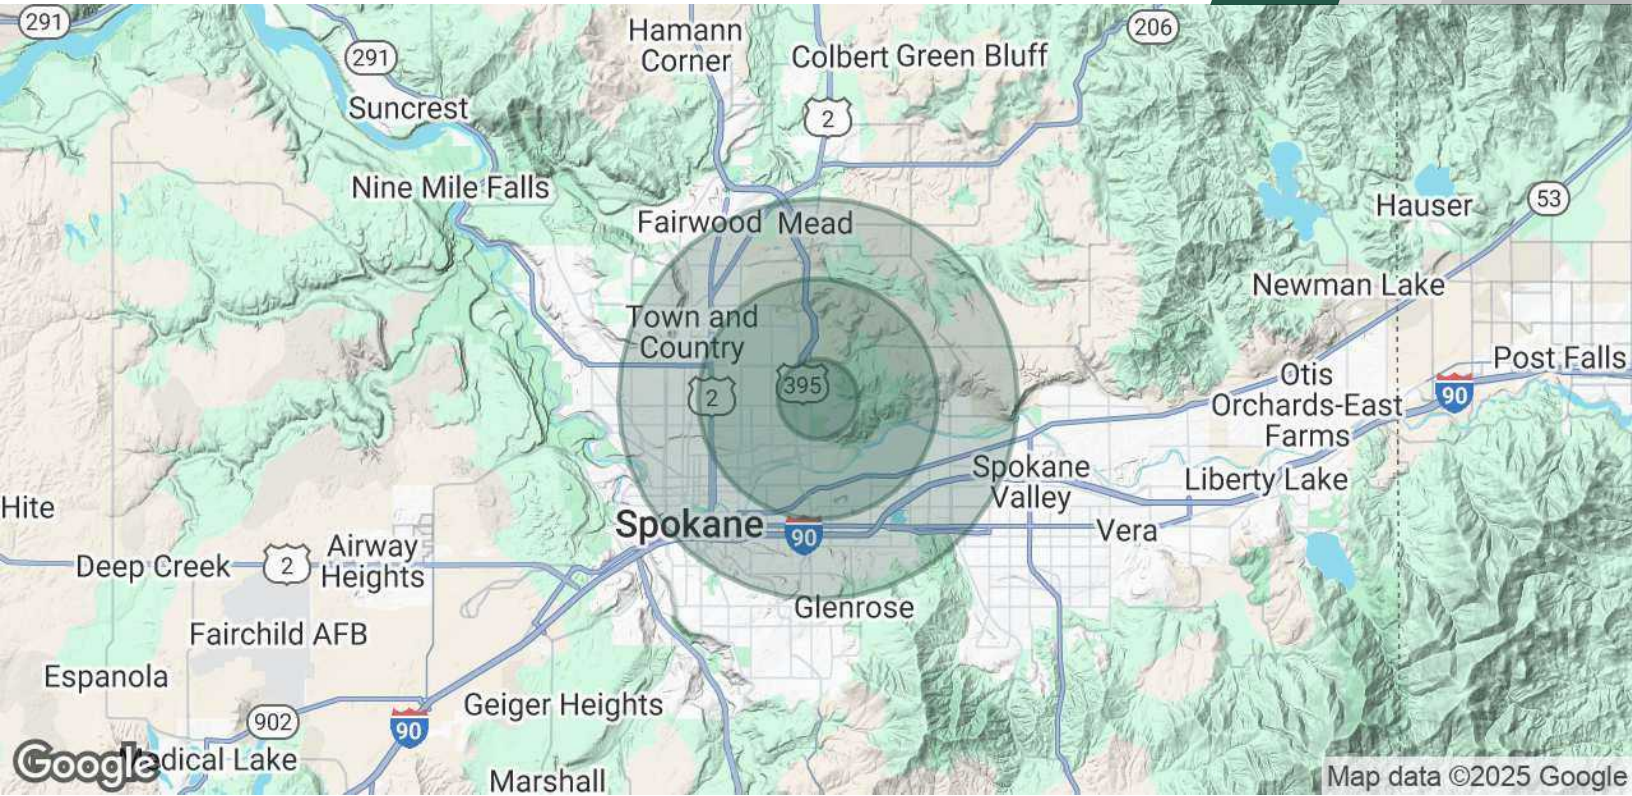 291
Hamann
Corner
206
291
Colbert
Green Bluff
Suncrest
2
Nine Mile Falls
Hauser
53
Fairwood
Mead
Newman Lake
Town and
Country
Post Falls
395
2
Otis
Orchards-East
Farms
90
Spokane
Valley
Liberty Lake
Hite
Spokane
90
Vera
Airway
Heights
Deep Creek
2
Glenrose
Fairchild AFB
Espanola
Geiger Heights
902
90
Google
Medical Lake
Marshall
Map data ©2025 Google